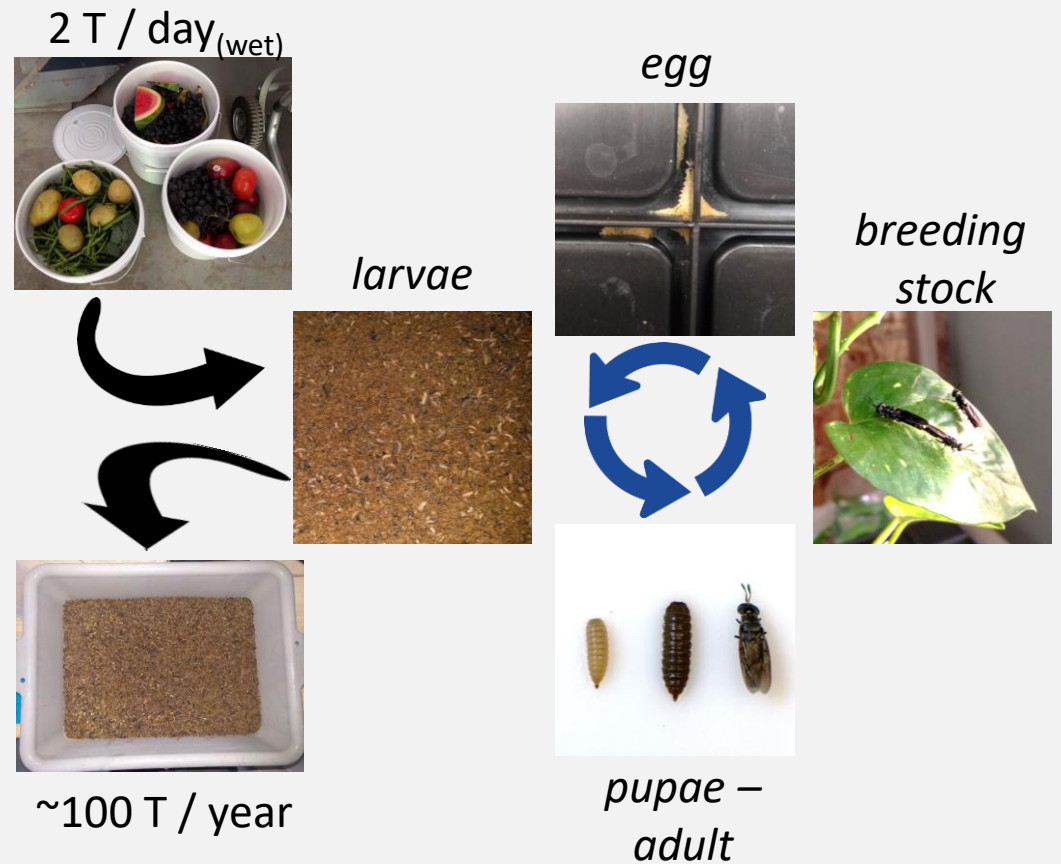 2 T / day(wet)
egg
breeding
stock
larvae
~100 T / year
pupae –
adult